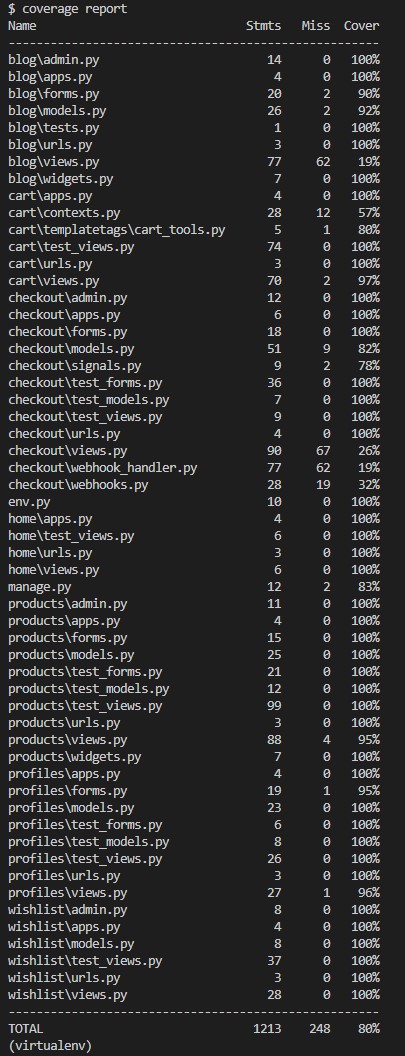 $ coverage report
Name                               Stmts   Miss  Cover
-----------------------------------------------------
blog\admin.py                         14      0   100%
blog\apps.py                           4      0   100%
blog\forms.py                         20      2    90%
blog\models.py                        26      2    92%
blog\tests.py                          1      0   100%
blog\urls.py                           3      0   100%
blog\views.py                         77     62    19%
blog\widgets.py                        7      0   100%
cart\apps.py                           4      0   100%
cart\contexts.py                      28     12    57%
cart\templatetags\cart_tools.py        5      1    80%
cart\test_views.py                    74      0   100%
cart\urls.py                           3      0   100%
cart\views.py                         70      2    97%
checkout\admin.py                     12      0   100%
checkout\apps.py                       6      0   100%
checkout\forms.py                     18      0   100%
checkout\models.py                    51      9    82%
checkout\signals.py                    9      2    78%
checkout\test_forms.py                36      0   100%
checkout\test_models.py                7      0   100%
checkout\test_views.py                 9      0   100%
checkout\urls.py                       4      0   100%
checkout\views.py                     90     67    26%
checkout\webhook_handler.py           77     62    19%
checkout\webhooks.py                  28     19    32%
env.py                                10      0   100%
home\apps.py                           4      0   100%
home\test_views.py                     6      0   100%
home\urls.py                           3      0   100%
home\views.py                          6      0   100%
manage.py                             12      2    83%
products\admin.py                     11      0   100%
products\apps.py                       4      0   100%
products\forms.py                     15      0   100%
products\models.py                    25      0   100%
products\test_forms.py                21      0   100%
products\test_models.py               12      0   100%
products\test_views.py                99      0   100%
products\urls.py                       3      0   100%
products\views.py                     88      4    95%
products\widgets.py                    7      0   100%
profiles\apps.py                       4      0   100%
profiles\forms.py                     19      1    95%
profiles\models.py                    23      0   100%
profiles\test_forms.py                 6      0   100%
profiles\test_models.py                8      0   100%
profiles\test_views.py                26      0   100%
profiles\urls.py                       3      0   100%
profiles\views.py                     27      1    96%
wishlist\admin.py                      8      0   100%
wishlist\apps.py                       4      0   100%
wishlist\models.py                     8      0   100%
wishlist\test_views.py                37      0   100%
wishlist\urls.py                       3      0   100%
wishlist\views.py                     28      0   100%
-----------------------------------------------------
TOTAL                               1213    248    80%
(virtualenv)